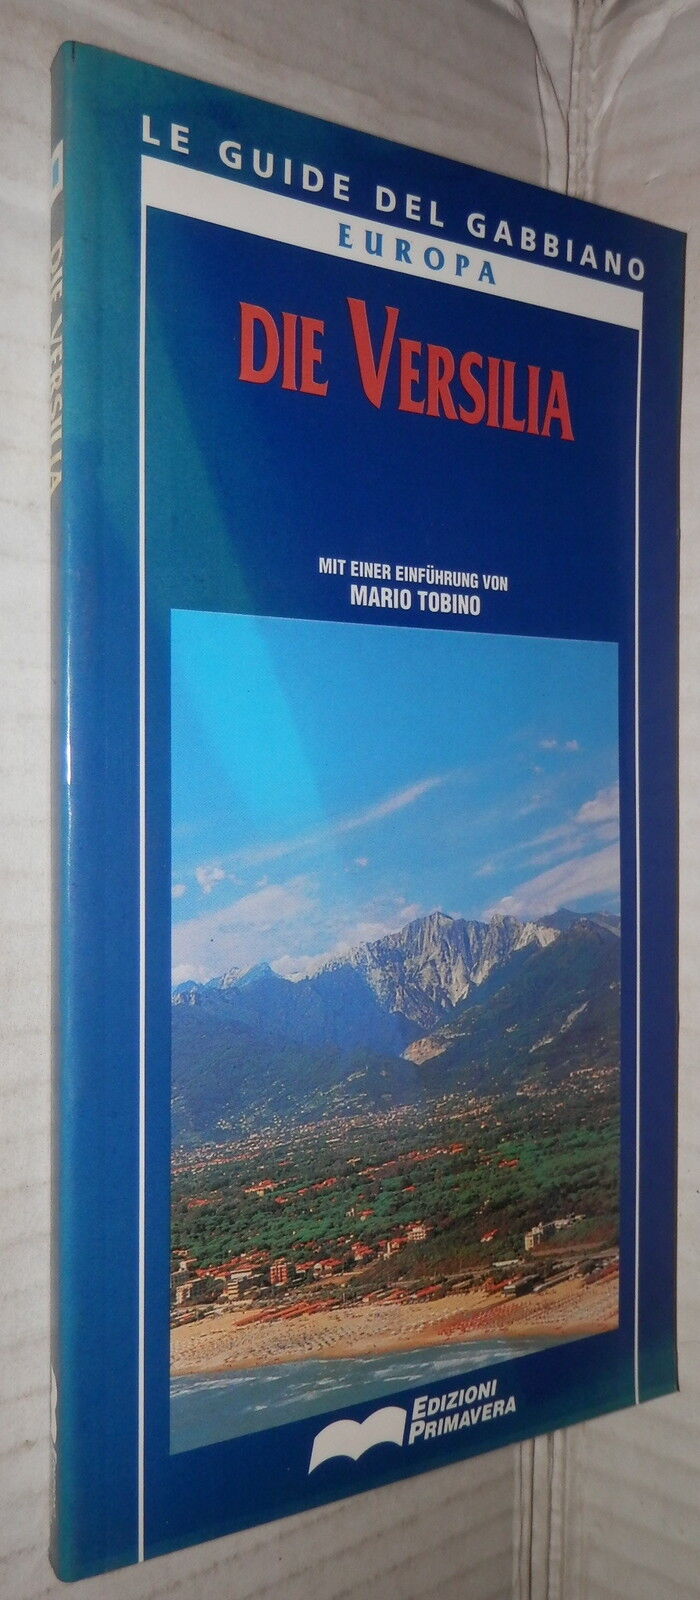 LE GUIDE DEL GABBIANO
EUROPA
DIE VERSILIA
MIT EINER EINFÜHRUNG VON
MARIO TOBINO
EDIZIONI
PRIMAVERA
DIE VERSILIA